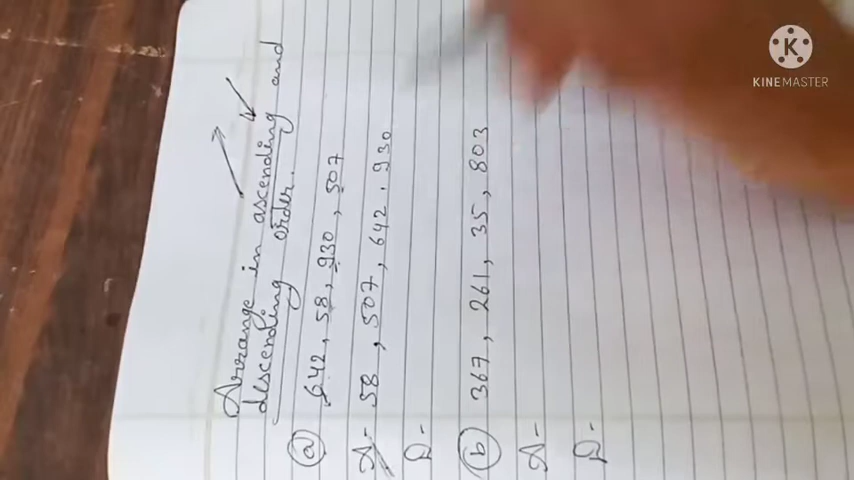 Arrange in ascending and
descending order.
(a) 642, 58, 930, 507
A- 58, 507, 642, 930
D-
(b) 367, 261, 35, 803
A-
D-
K
KINEMASTER